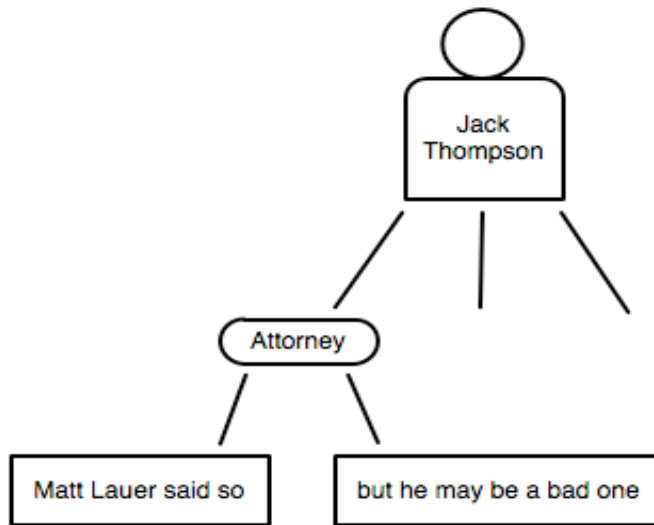 Jack
Thompson
Attorney
Matt Lauer said so
but he may be a bad one